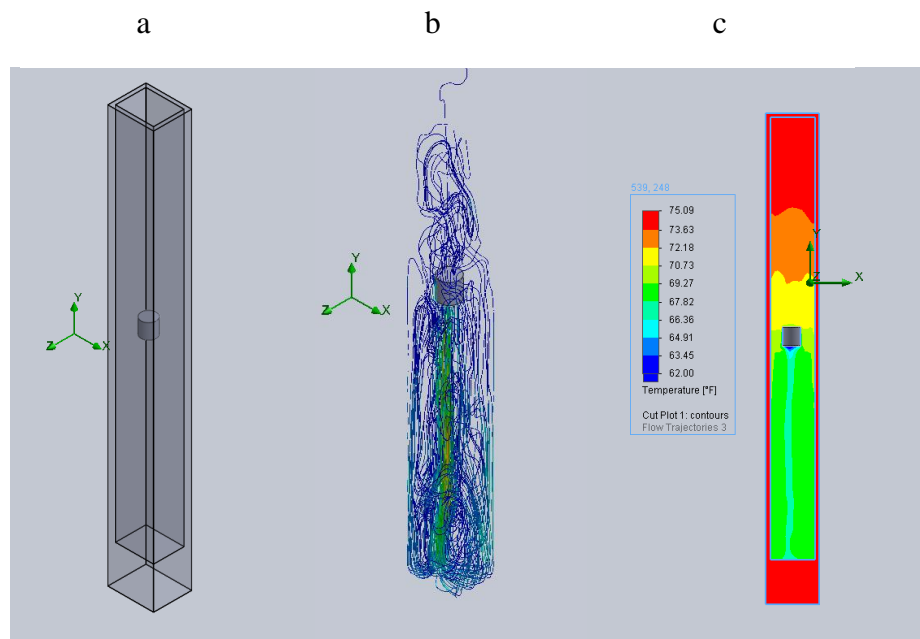 a b c
Y
Z X
Y
Z X
539, 248
75.09
73.63
72.18
70.73
69.27
67.82
66.36
64.91
63.45
62.00
Temperature [°F]
Cut Plot 1: contours
Flow Trajectories 3
Y
Z X